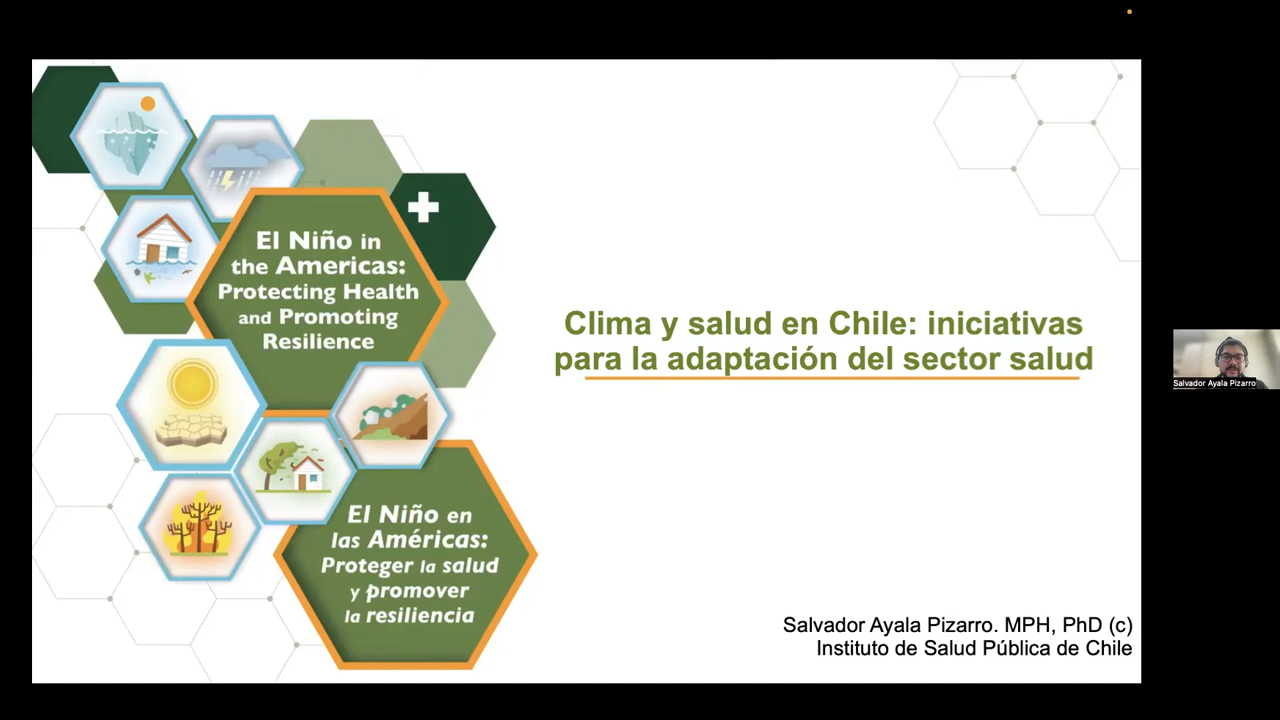 El Niño in
the Americas:
Protecting Health
and Promoting
Resilience
El Niño en
las Américas:
Proteger la salud
y promover
la resiliencia
Clima y salud en Chile: iniciativas
para la adaptación del sector salud
Salvador Ayala Pizarro. MPH, PhD (c)
Instituto de Salud Pública de Chile
Salvador Ayala Pizarro